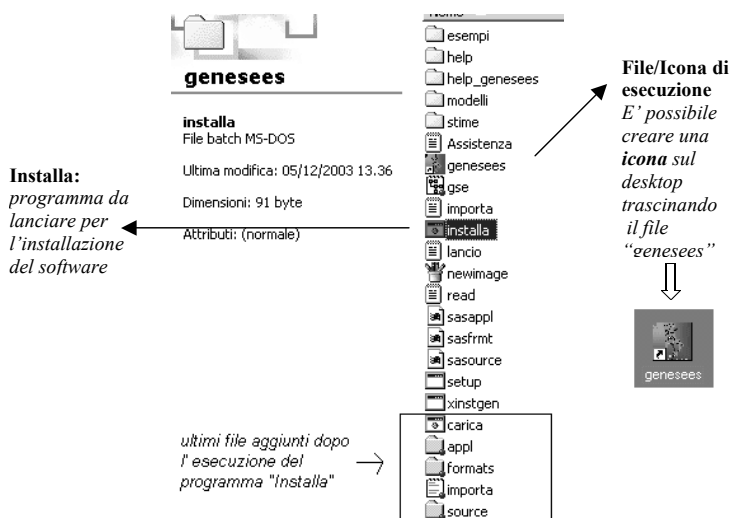 genesees
installa
File batch MS-DOS
Ultima modifica: 05/12/2003 13.36
Dimensioni: 91 byte
Attributi: (normale)
Installa:
programma da
lanciare per
l’installazione
del software
ultimi file aggiunti dopo
l'esecuzione del
programma "Installa"
Nome
esempi
help
help_genesees
modelli
stime
Assistenza
genesees
gse
importa
installa
lancio
newimage
read
sasappl
sasfrmt
sasource
setup
xinstgen
carica
appl
formats
importa
source
File/Icona di
esecuzione
E’ possibile
creare una
icona sul
desktop
trascinando
il file
“genesees”
genesees